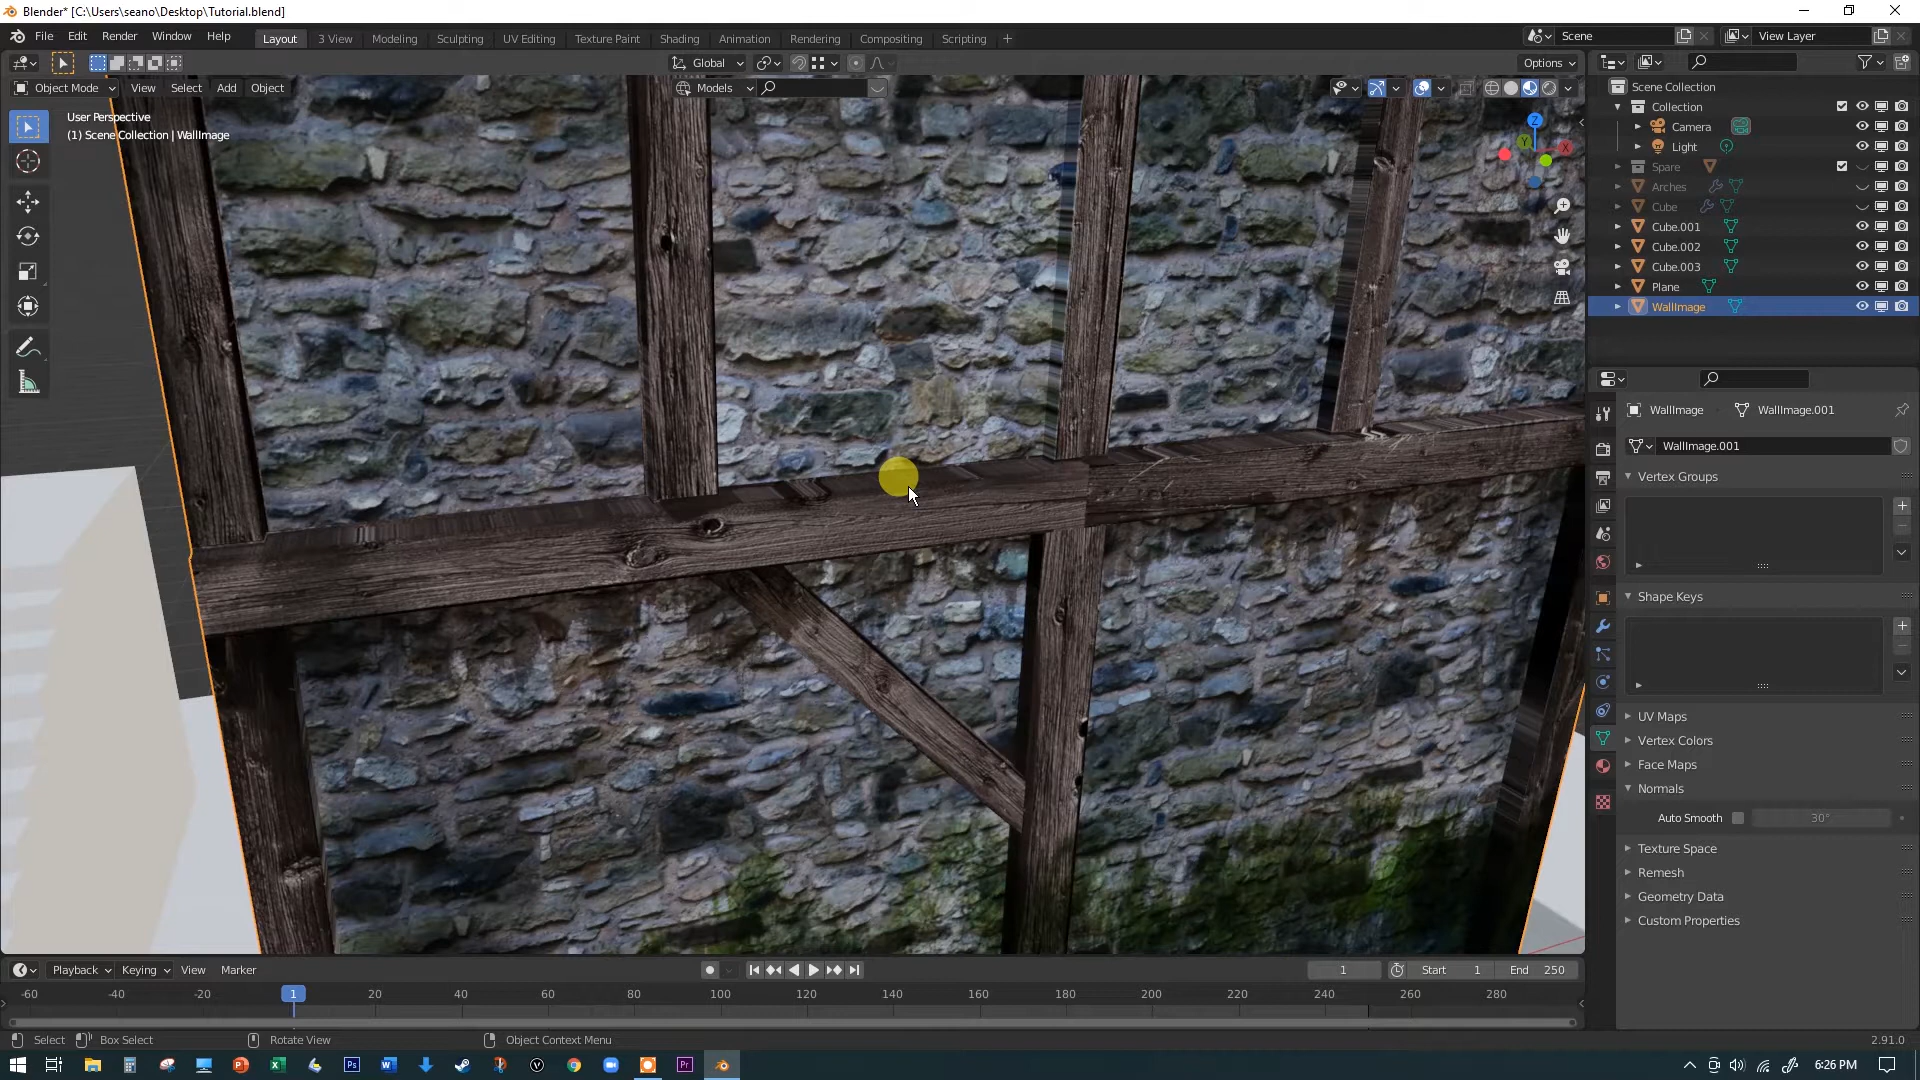 Blender* [C:\Users\seano\Desktop\Tutorial.blend]
File Edit Render Window Help Layout 3 View Modeling Sculpting UV Editing Texture Paint Shading Animation Rendering Compositing Scripting + Scene View Layer
Global Options
Object Mode View Select Add Object Models
User Perspective
(1) Scene Collection | WallImage
Z
Y
X
Scene Collection
Collection
Camera
Light
Spare
Arches
Cube
Cube.001
Cube.002
Cube.003
Plane
WallImage
WallImage WallImage.001
WallImage.001
Vertex Groups
Shape Keys
UV Maps
Vertex Colors
Face Maps
Normals
Auto Smooth 30°
Texture Space
Remesh
Geometry Data
Custom Properties
Playback Keying View Marker 1 Start 1 End 250
-60 -40 -20 1 20 40 60 80 100 120 140 160 180 200 220 240 260 280
Select Box Select Rotate View Object Context Menu 2.91.0
6:26 PM